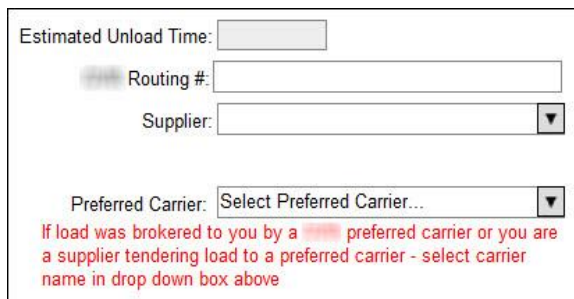 Estimated Unload Time:
Routing #:
Supplier:
Preferred Carrier: Select Preferred Carrier...
If load was brokered to you by a preferred carrier or you are
a supplier tendering load to a preferred carrier - select carrier
name in drop down box above